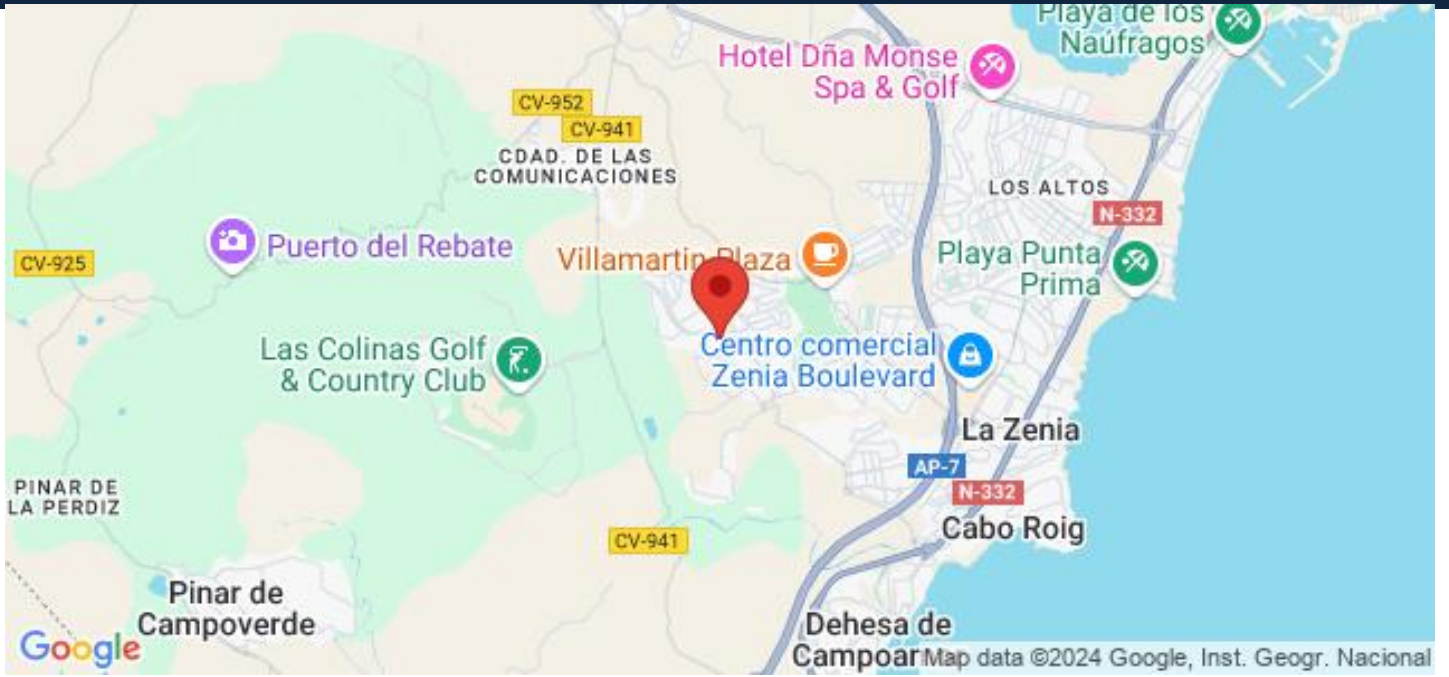 Playa de los
Naúfragos
Hotel Dña Monse
Spa & Golf
CV-952
CV-941
CDAD. DE LAS
COMUNICACIONES
LOS ALTOS
N-332
Puerto del Rebate
Villamartin Plaza
Playa Punta
Prima
CV-925
Las Colinas Golf
& Country Club
Centro comercial
Zenia Boulevard
La Zenia
AP-7
N-332
PINAR DE
LA PERDIZ
Cabo Roig
CV-941
Pinar de
Campoverde
Dehesa de
Campoam
Google
Map data ©2024 Google, Inst. Geogr. Nacional